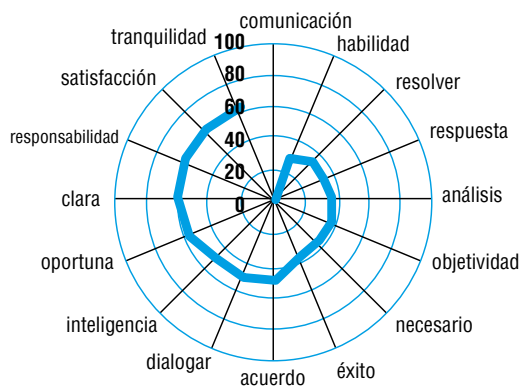 comunicación
habilidad
resolver
respuesta
análisis
objetividad
necesario
éxito
acuerdo
dialogar
inteligencia
oportuna
clara
responsabilidad
satisfacción
tranquilidad
100
80
60
40
20
0